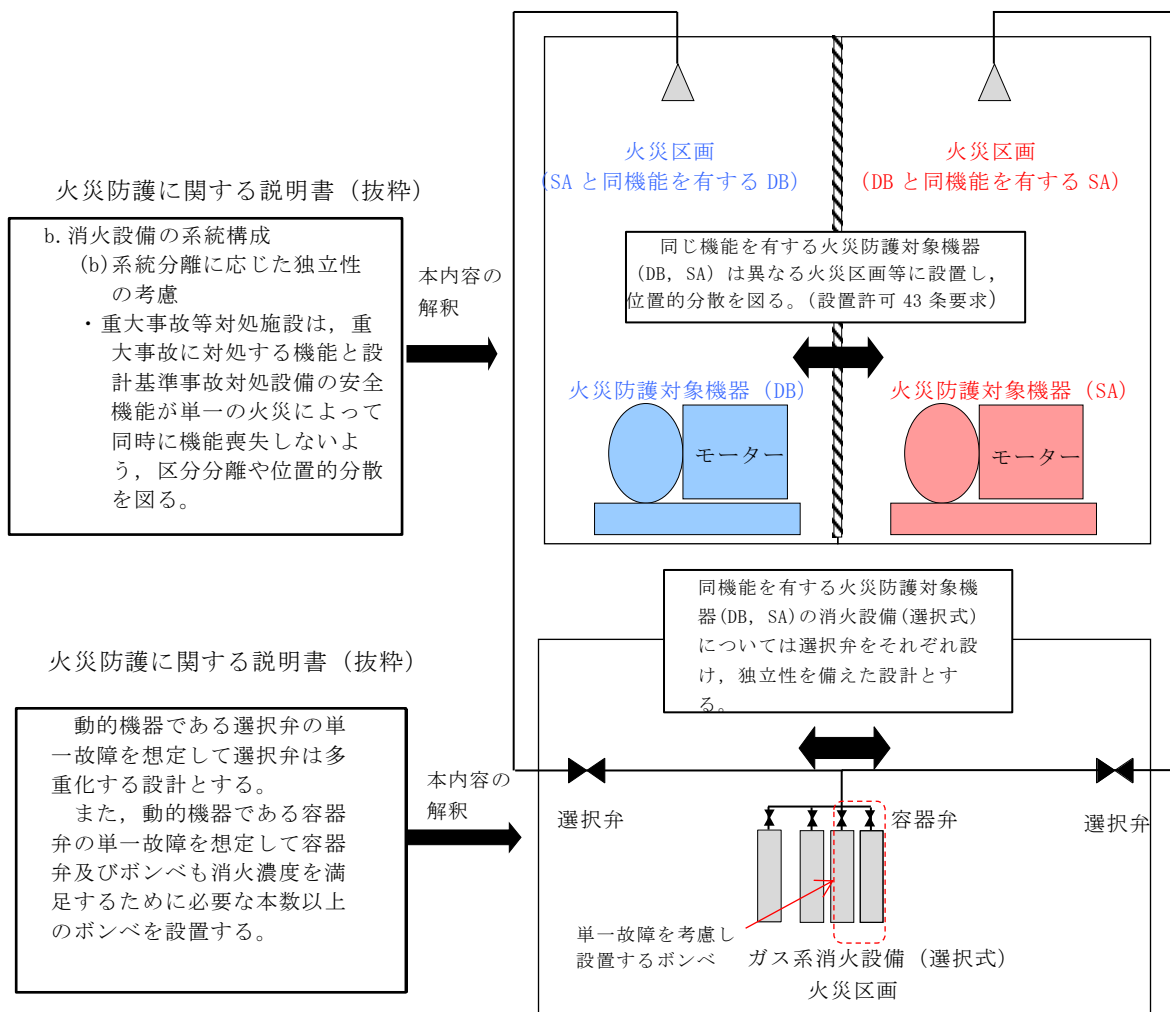 火災防護に関する説明書（抜粋）
b.消火設備の系統構成
(b)系統分離に応じた独立性
の考慮
・重大事故等対処施設は，重
大事故に対処する機能と設
計基準事故対処設備の安全
機能が単一の火災によって
同時に機能喪失しないよ
う，区分分離や位置的分散
を図る。
本内容の
解釈
火災区画
(SA と同機能を有する DB)
火災区画
(DB と同機能を有する SA)
同じ機能を有する火災防護対象機器
(DB, SA) は異なる火災区画等に設置し，
位置的分散を図る。(設置許可 43 条要求)
火災防護対象機器 (DB)
火災防護対象機器 (SA)
モーター
モーター
火災防護に関する説明書（抜粋）
動的機器である選択弁の単
一故障を想定して選択弁は多
重化する設計とする。
また，動的機器である容器
弁の単一故障を想定して容器
弁及びボンベも消火濃度を満
足するために必要な本数以上
のボンベを設置する。
本内容の
解釈
同機能を有する火災防護対象機
器(DB, SA)の消火設備(選択式)
については選択弁をそれぞれ設
け，独立性を備えた設計とす
る。
選択弁
容器弁
選択弁
単一故障を考慮し
設置するボンベ
ガス系消火設備（選択式）
火災区画